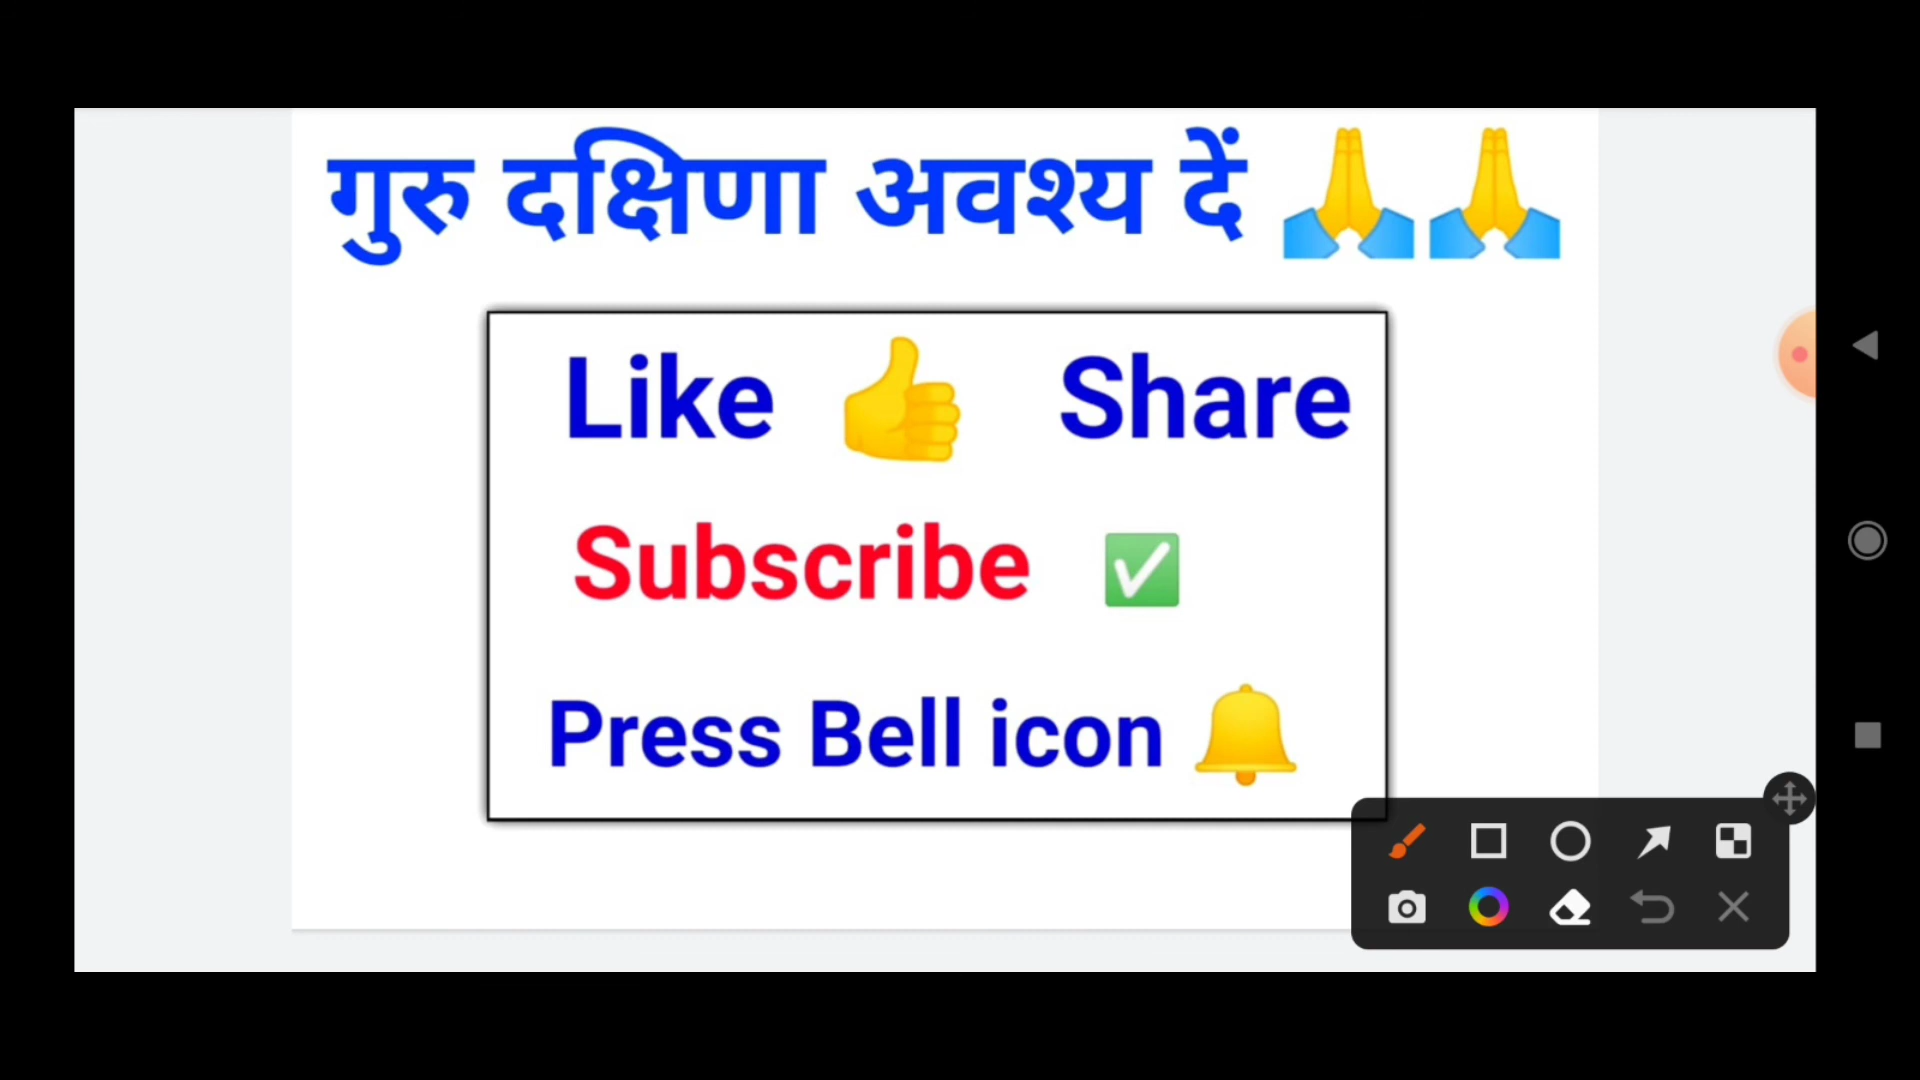 गुरु दक्षिणा अवश्य दें 🙏🙏
Like 👍 Share
Subscribe ✅
Press Bell icon 🔔